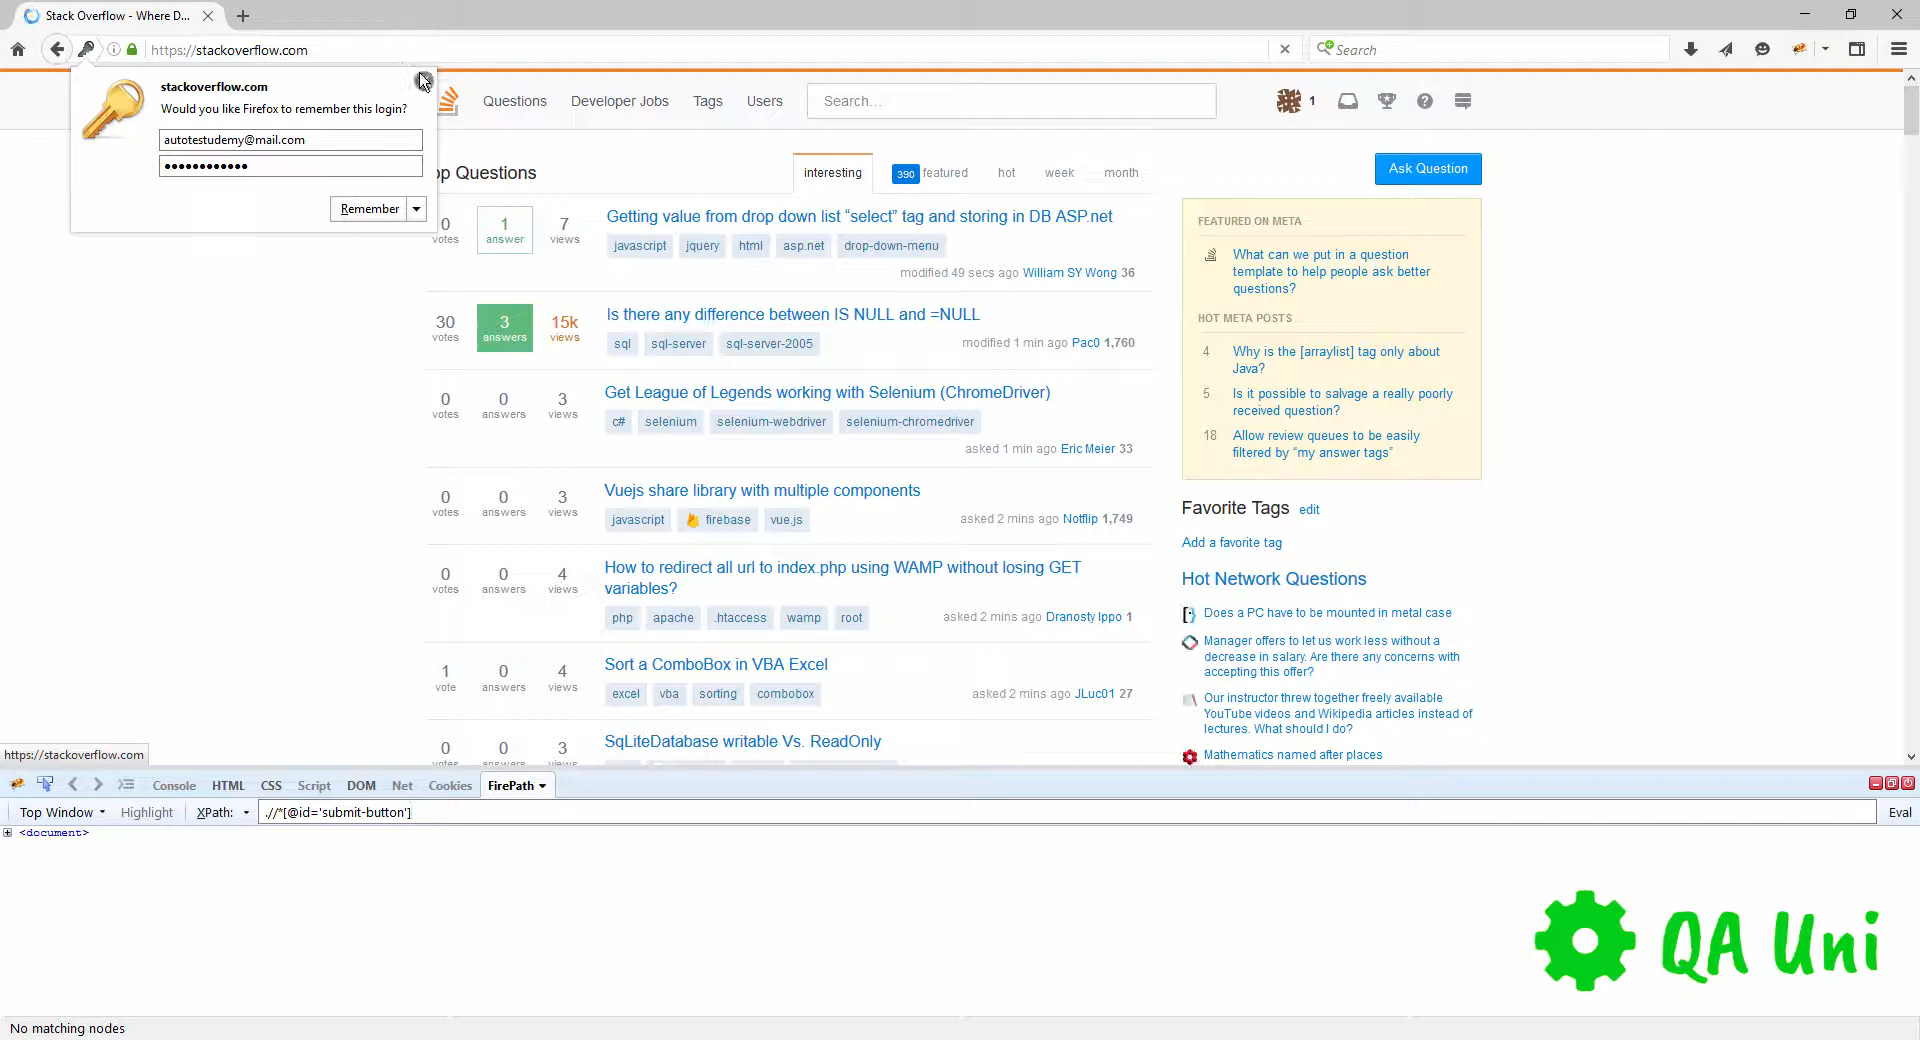 Stack Overflow - Where D...
https://stackoverflow.com
Search
stackoverflow.com
Would you like Firefox to remember this login?
autotestudemy@mail.com
••••••••••••
Remember
Questions Developer Jobs Tags Users
Search...
1
op Questions
interesting
390 featured
hot
week
month
Ask Question
0 votes 1 answer 7 views
Getting value from drop down list “select” tag and storing in DB ASP.net
javascript jquery html asp.net drop-down-menu
modified 49 secs ago William SY Wong 36
30 votes 3 answers 15k views
Is there any difference between IS NULL and =NULL
sql sql-server sql-server-2005
modified 1 min ago Pac0 1,760
0 votes 0 answers 3 views
Get League of Legends working with Selenium (ChromeDriver)
c# selenium selenium-webdriver selenium-chromedriver
asked 1 min ago Eric Meier 33
0 votes 0 answers 3 views
Vuejs share library with multiple components
javascript firebase vue.js
asked 2 mins ago Notflip 1,749
0 votes 0 answers 4 views
How to redirect all url to index.php using WAMP without losing GET
variables?
php apache .htaccess wamp root
asked 2 mins ago Dranosty Ippo 1
1 vote 0 answers 4 views
Sort a ComboBox in VBA Excel
excel vba sorting combobox
asked 2 mins ago JLuc01 27
0 votes 0 answers 3 views
SqLiteDatabase writable Vs. ReadOnly
FEATURED ON META
What can we put in a question
template to help people ask better
questions?
HOT META POSTS
4 Why is the [arraylist] tag only about
Java?
5 Is it possible to salvage a really poorly
received question?
18 Allow review queues to be easily
filtered by “my answer tags”
Favorite Tags edit
Add a favorite tag
Hot Network Questions
Does a PC have to be mounted in metal case
Manager offers to let us work less without a
decrease in salary. Are there any concerns with
accepting this offer?
Our instructor threw together freely available
YouTube videos and Wikipedia articles instead of
lectures. What should I do?
Mathematics named after places
https://stackoverflow.com
Console HTML CSS Script DOM Net Cookies FirePath
Top Window Highlight XPath: .//*[@id='submit-button'] Eval
<document>
QA Uni
No matching nodes